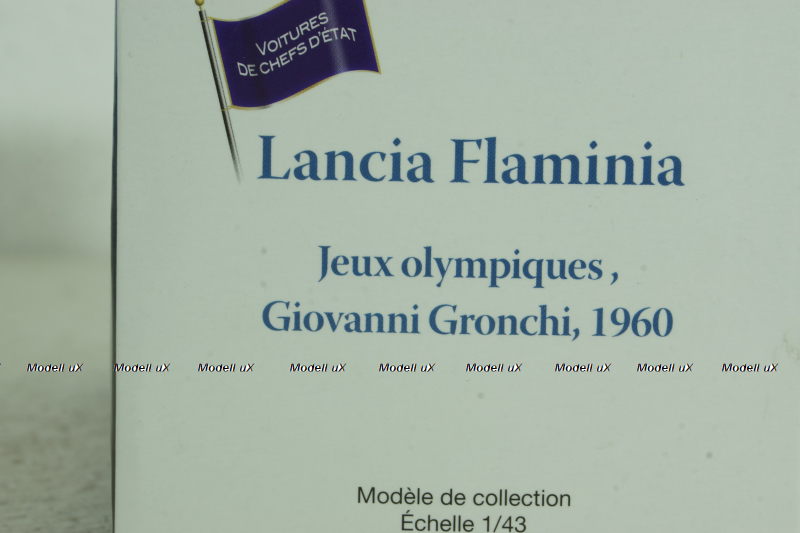 VOITURES
DE CHEFS D'ÉTAT
Lancia Flaminia
Jeux olympiques ,
Giovanni Gronchi, 1960
Modell uX Modell uX Modell uX Modell uX Modell uX Modell uX Modell uX Modell uX Modell uX
Modèle de collection
Échelle 1/43